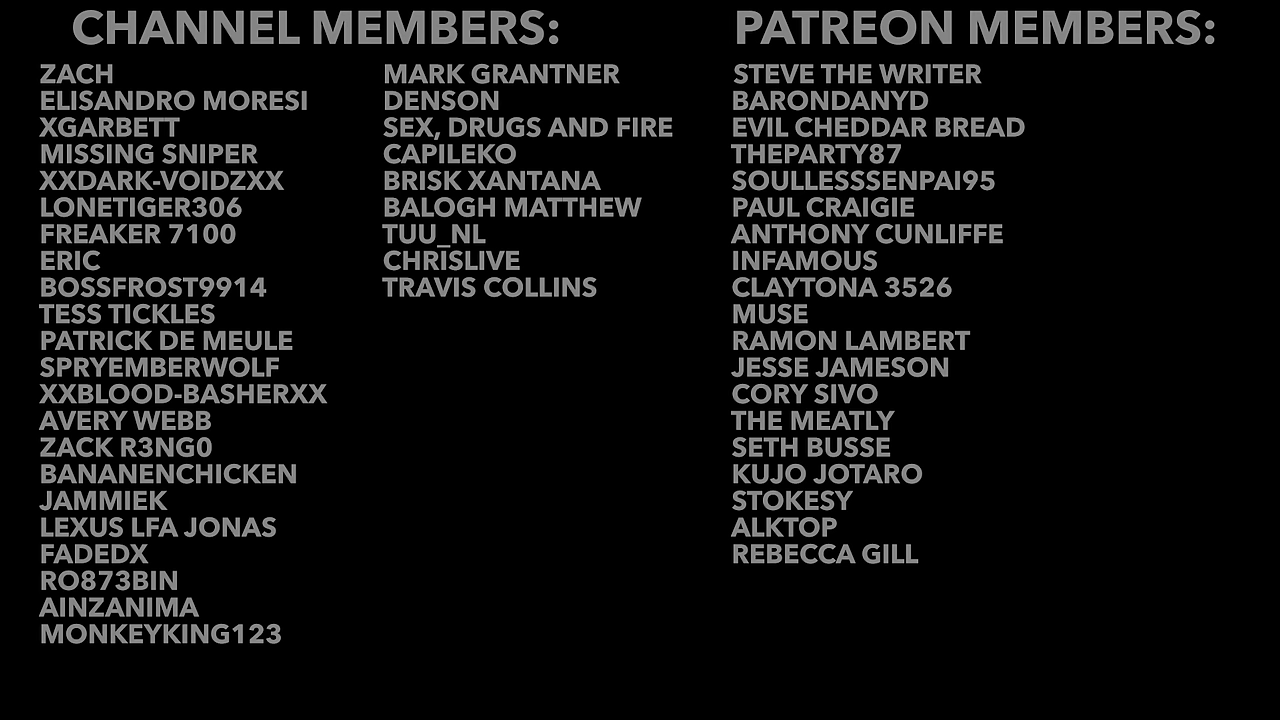 CHANNEL MEMBERS:
ZACH
ELISANDRO MORESI
XGARBETT
MISSING SNIPER
XXDARK-VOIDZXX
LONETIGER306
FREAKER 7100
ERIC
BOSSFROST9914
TESS TICKLES
PATRICK DE MEULE
SPRYEMBERWOLF
XXBLOOD-BASHERXX
AVERY WEBB
ZACK R3NG0
BANANENCHICKEN
JAMMIEK
LEXUS LFA JONAS
FADEDX
RO873BIN
AINZANIMA
MONKEYKING123
MARK GRANTNER
DENSON
SEX, DRUGS AND FIRE
CAPILEKO
BRISK XANTANA
BALOGH MATTHEW
TUU_NL
CHRISLIVE
TRAVIS COLLINS
PATREON MEMBERS:
STEVE THE WRITER
BARONDANYD
EVIL CHEDDAR BREAD
THEPARTY87
SOULLESSSENPAI95
PAUL CRAIGIE
ANTHONY CUNLIFFE
INFAMOUS
CLAYTONA 3526
MUSE
RAMON LAMBERT
JESSE JAMESON
CORY SIVO
THE MEATLY
SETH BUSSE
KUJO JOTARO
STOKESY
ALKTOP
REBECCA GILL